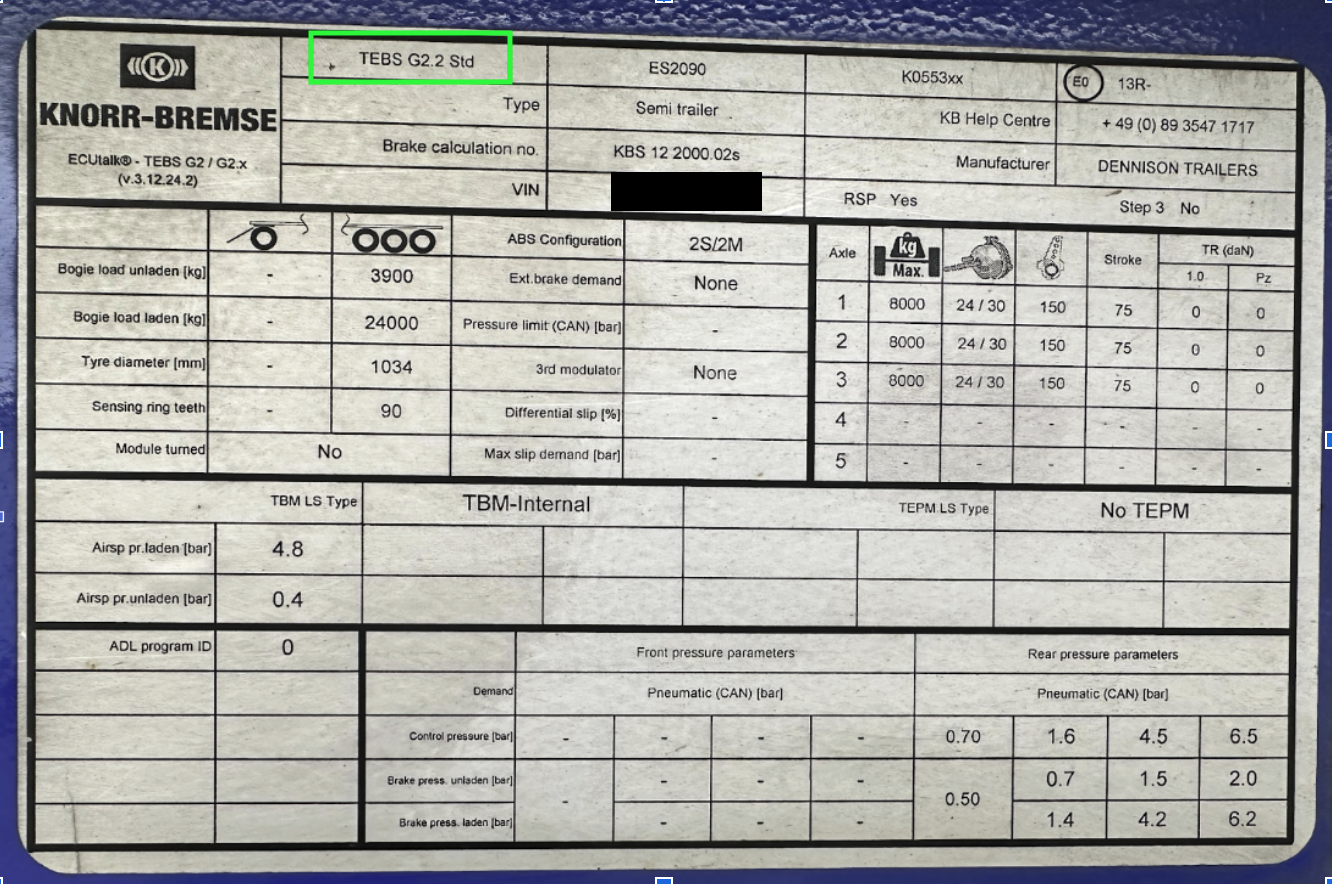 TEBS G2.2 Std ES2090 K0553xx E0 13R-
K
KNORR-BREMSE
ECUtalk® - TEBS G2 / G2.x
(v.3.12.24.2)
Type Semi trailer KB Help Centre + 49 (0) 89 3547 1717
Brake calculation no. KBS 12 2000.02s Manufacturer DENNISON TRAILERS
VIN RSP Yes Step 3 No
ABS Configuration 2S/2M
Bogie load unladen [kg] - 3900 Ext.brake demand None
Bogie load laden [kg] - 24000 Pressure limit (CAN) [bar] -
Tyre diameter [mm] - 1034 3rd modulator None
Sensing ring teeth - 90 Differential slip [%] -
Module turned No Max slip demand [bar] -
Axle kg Max. Stroke TR (daN)
1.0 Pz
1 8000 24 / 30 150 75 0 0
2 8000 24 / 30 150 75 0 0
3 8000 24 / 30 150 75 0 0
4 - - - - - -
5 - - - - - -
TBM LS Type TBM-Internal TEPM LS Type No TEPM
Airsp pr.laden [bar] 4.8
Airsp pr.unladen [bar] 0.4
ADL program ID 0
Front pressure parameters Rear pressure parameters
Demand Pneumatic (CAN) [bar] Pneumatic (CAN) [bar]
Control pressure [bar] - - - - 0.70 1.6 4.5 6.5
Brake press. unladen [bar] - - - - 0.50 0.7 1.5 2.0
Brake press. laden [bar] - - - 1.4 4.2 6.2